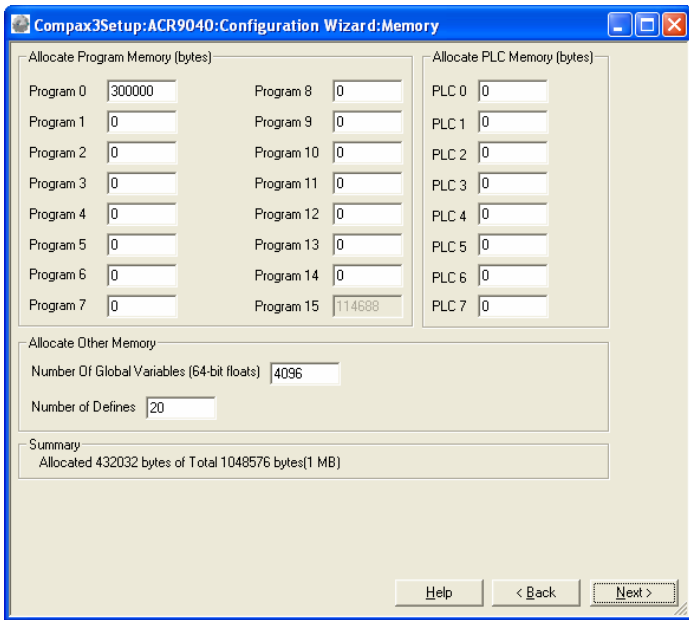 Compax3Setup:ACR9040:Configuration Wizard:Memory
Allocate Program Memory (bytes)
Program 0 300000 Program 8 0
Program 1 0 Program 9 0
Program 2 0 Program 10 0
Program 3 0 Program 11 0
Program 4 0 Program 12 0
Program 5 0 Program 13 0
Program 6 0 Program 14 0
Program 7 0 Program 15 114688
Allocate PLC Memory (bytes)
PLC 0 0
PLC 1 0
PLC 2 0
PLC 3 0
PLC 4 0
PLC 5 0
PLC 6 0
PLC 7 0
Allocate Other Memory
Number Of Global Variables (64-bit floats) 4096
Number of Defines 20
Summary
Allocated 432032 bytes of Total 1048576 bytes(1 MB)
Help < Back Next >